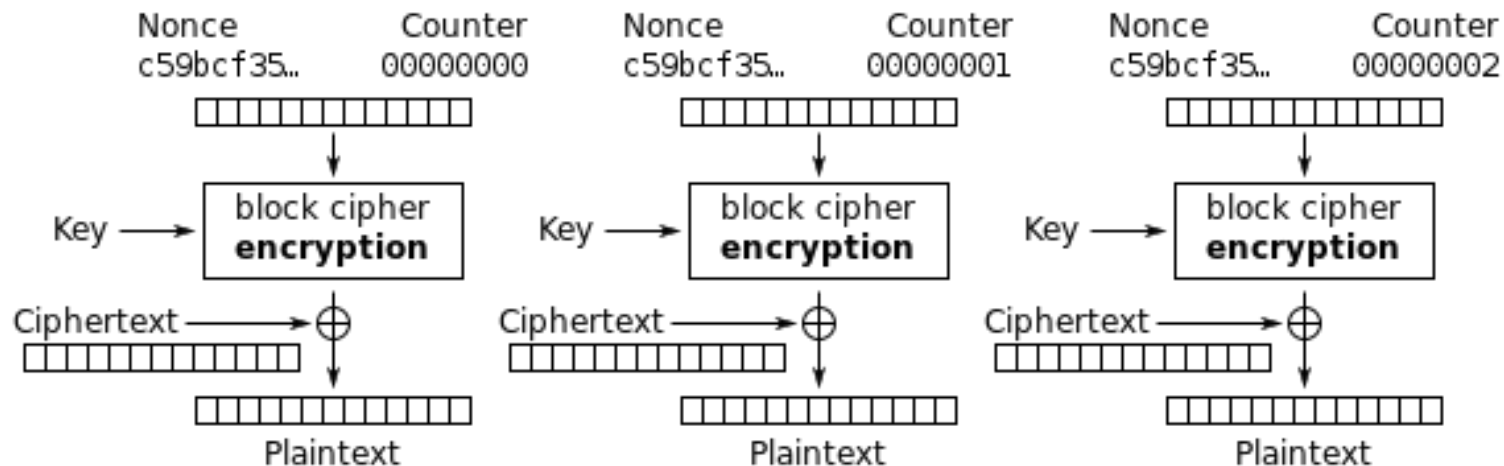 Nonce Counter Nonce Counter Nonce Counter
c59bcf35… 00000000 c59bcf35… 00000001 c59bcf35… 00000002
block cipher block cipher block cipher
Key Key Key
encryption encryption encryption
Ciphertext Ciphertext Ciphertext
Plaintext Plaintext Plaintext